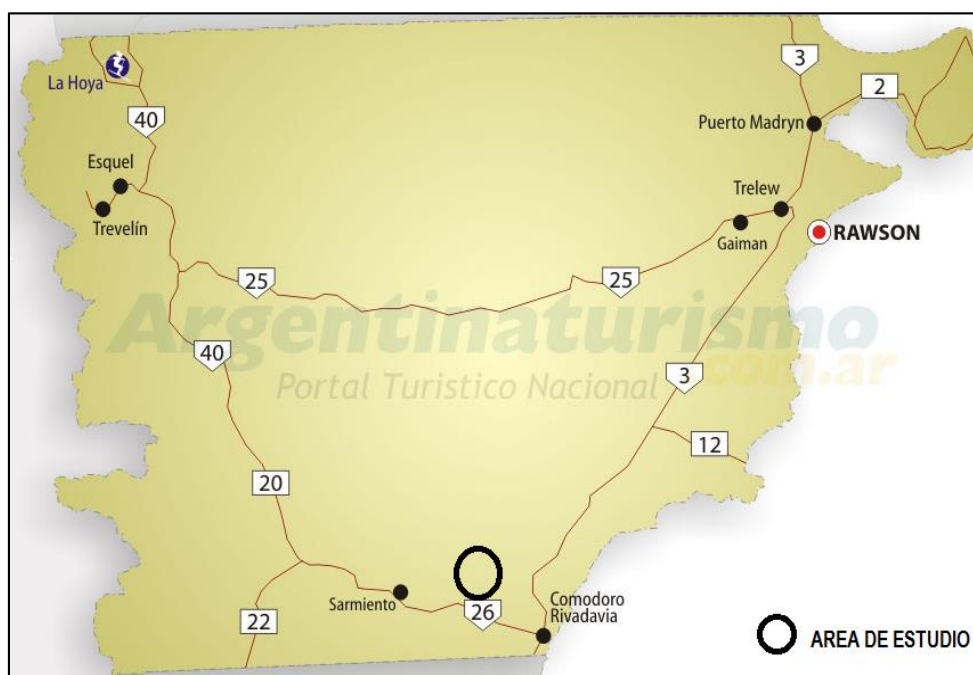 3
2
La Hoya
40
Puerto Madryn
Esquel
Trelew
Trevelín
Gaiman
RAWSON
25
25
Argentinaturismo
.com.ar
Portal Turistico Nacional
40
3
12
20
Sarmiento
26
Comodoro
Rivadavia
22
AREA DE ESTUDIO